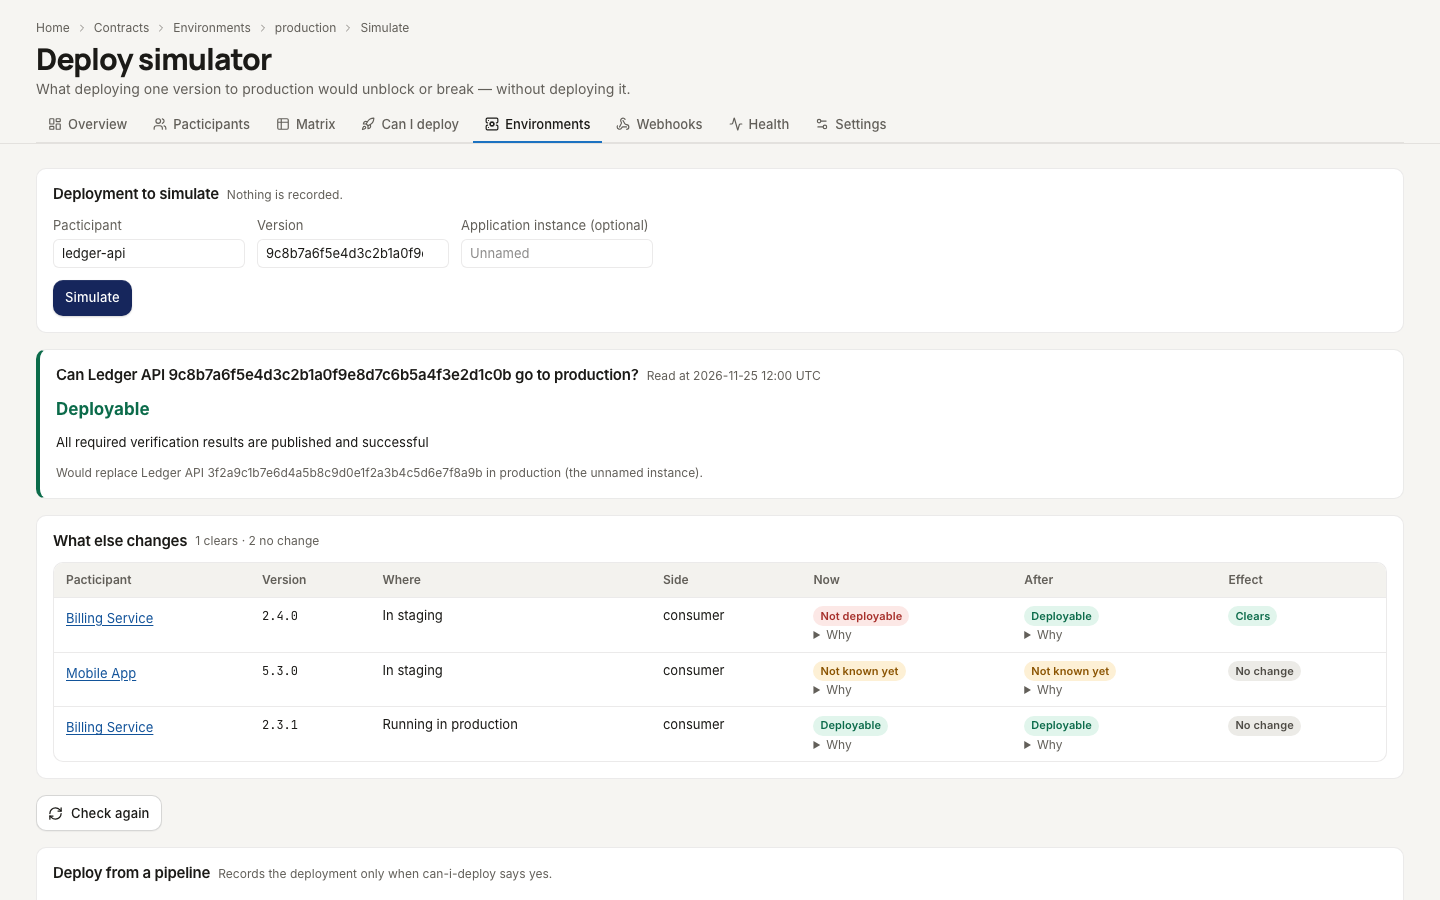 Home > Contracts > Environments > production > Simulate
Deploy simulator
What deploying one version to production would unblock or break — without deploying it.
Overview Pacticipants Matrix Can I deploy Environments Webhooks Health Settings
Deployment to simulate Nothing is recorded.
Pacticipant Version Application instance (optional)
ledger-api 9c8b7a6f5e4d3c2b1a0f9 Unnamed
Simulate
Can Ledger API 9c8b7a6f5e4d3c2b1a0f9e8d7c6b5a4f3e2d1c0b go to production? Read at 2026-11-25 12:00 UTC
Deployable
All required verification results are published and successful
Would replace Ledger API 3f2a9c1b7e6d4a5b8c9d0e1f2a3b4c5d6e7f8a9b in production (the unnamed instance).
What else changes 1 clears · 2 no change
Pacticipant Version Where Side Now After Effect
Billing Service 2.4.0 In staging consumer Not deployable Deployable Clears
Why Why
Mobile App 5.3.0 In staging consumer Not known yet Not known yet No change
Why Why
Billing Service 2.3.1 Running in production consumer Deployable Deployable No change
Why Why
Check again
Deploy from a pipeline Records the deployment only when can-i-deploy says yes.